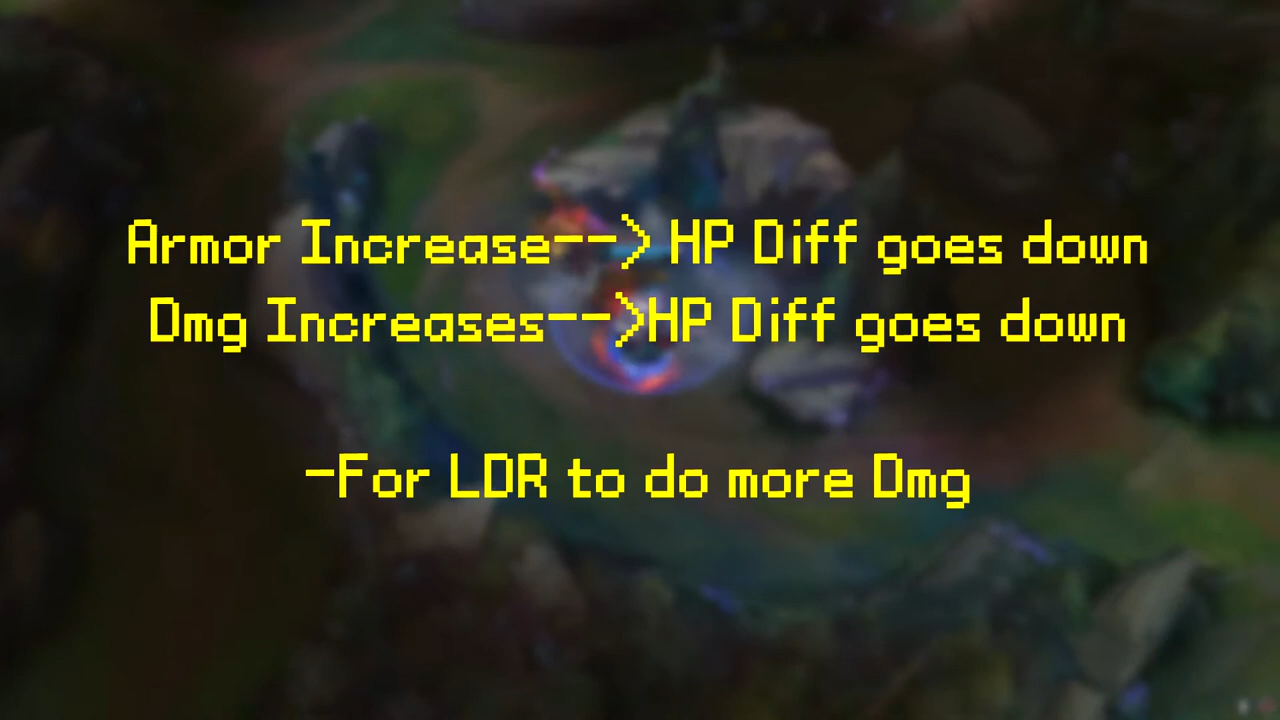 Armor Increase--> HP Diff goes down
Dmg Increases-->HP Diff goes down
-For LDR to do more Dmg